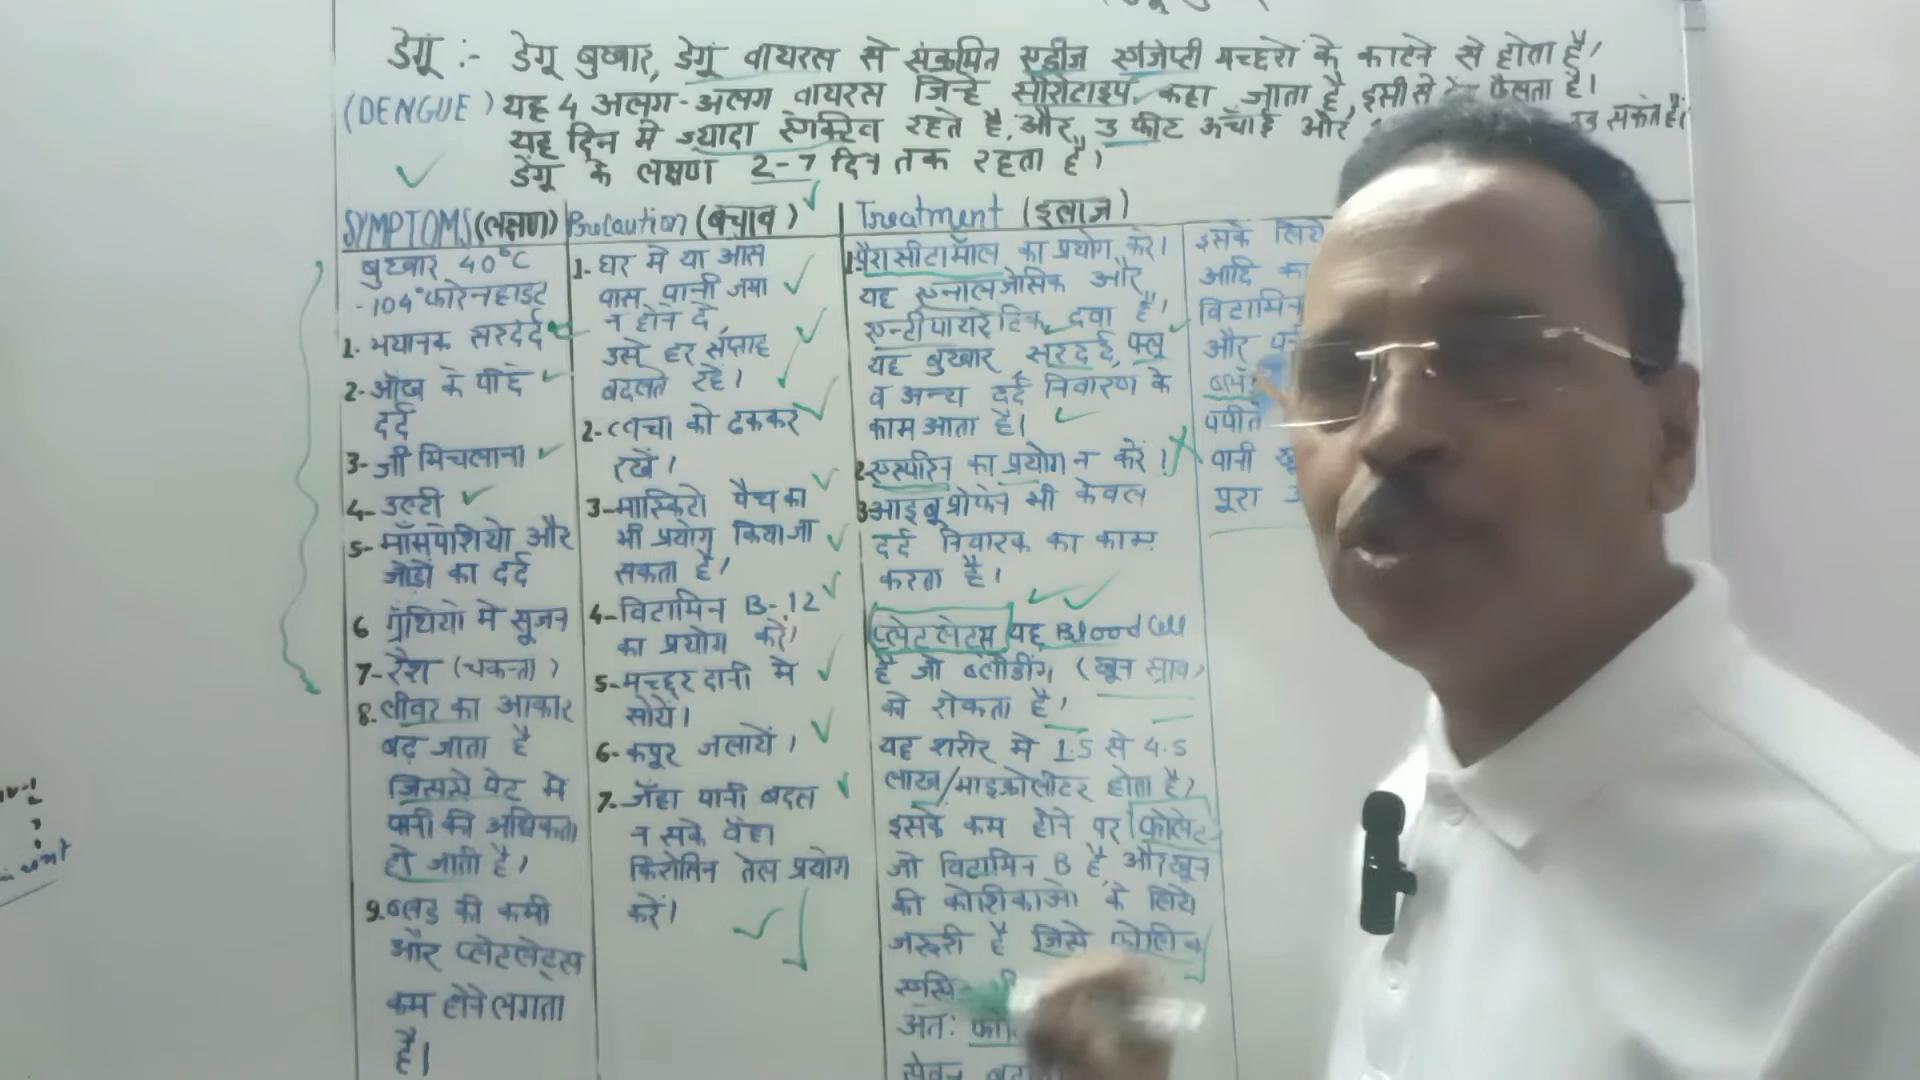 डेंगू :- डेंगू बुखार, डेंगू वायरस से संक्रमित एडीज एजिप्टी मच्छरो के काटने से होता है,
(DENGUE) यह 4 अलग-अलग वायरस जिन्हे सीरोटाइप कहा जाता है, इसी से फैलता है।
यह दिन मे ज्यादा एक्टिव रहते है, और 3 फीट ऊँचाई और सकते है।
डेंगू के लक्षण 2-7 दिन तक रहता है।
SYMPTOMS (लक्षण)
बुखार 40°C
-104° फारेनहाइट
1. भयानक सरदर्द
2- आँख के पीछे
दर्द
3- जी मिचलाना
4- उल्टी
5- माँसपेशियो और
जोडो का दर्द
6 ग्रंथियो मे सूजन
7- रैश (चकत्ता)
8. लीवर का आकार
बढ़ जाता है
जिससे पेट मे
पानी की अधिकता
हो जाती है,
9. ब्लड की कमी
और प्लेटलेट्स
कम होने लगता
है।
Precaution (बचाव)
1- घर मे या आस
पास पानी जमा
न होने दे,
उसे हर सप्ताह
बदलते रहे।
2- त्वचा को ढककर
रखें।
3- मास्किटो पैच का
भी प्रयोग किया जा
सकता है,
4- विटामिन B-12
का प्रयोग करें,
5- मच्छर दानी मे
सोयें।
6- कपूर जलायें,
7- जँहा पानी बदल
न सके वँहा
किरोसिन तेल प्रयोग
करें।
Treatment (इलाज)
1. पैरासीटामॉल का प्रयोग करें।
यह एनालजेसिक और
एन्टीपायरेटिक दवा है,
यह बुखार सरदर्द, फ्लू
व अन्य दर्द निवारण के
काम आता है।
2. एस्परिन का प्रयोग न करें।
3 आइबूप्रोफेन भी केवल
दर्द निवारक का काम
करता है।
प्लेटलेट्स यह Blood Cell
है जो ब्लीडींग, (खून स्राव)
को रोकता है,
यह शरीर मे 1.5 से 4.5
लाख/माइक्रोलीटर होता है,
इसके कम होने पर फोलेट
जो विटामिन B है, और खून
की कोशिकाओ के लिये
जरूरी है जिसे फोलिक
अतः
सेवन
इसके लिये
आदि का
विटामिन
और
पपीते
पानी
पूरा